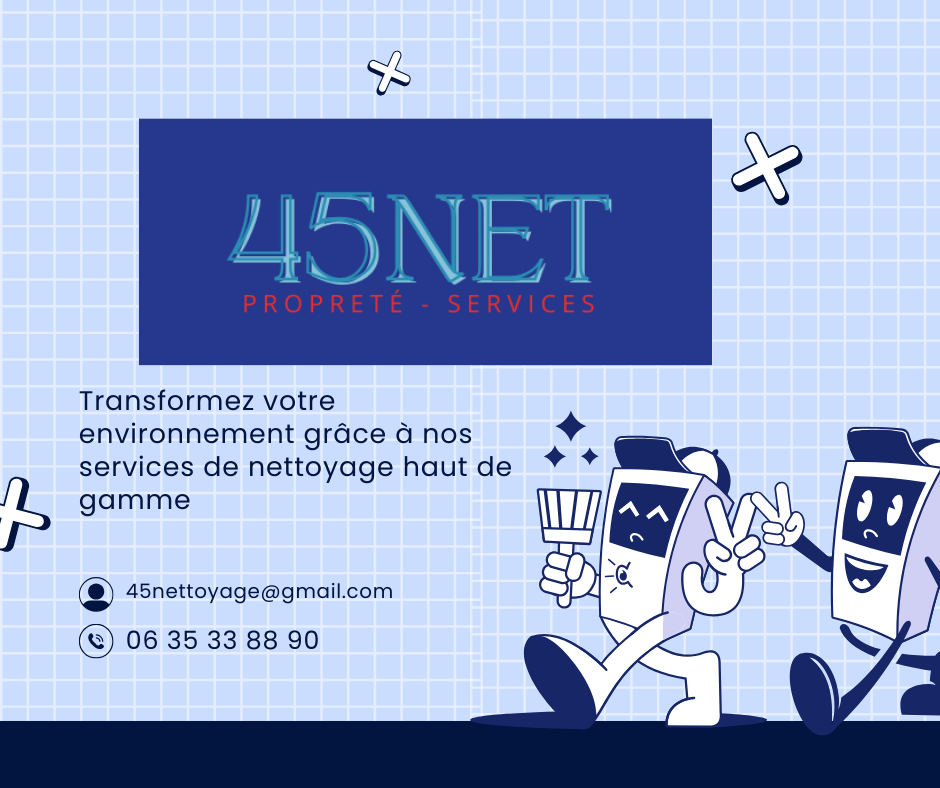 45NET
PROPRETÉ - SERVICES
Transformez votre
environnement grâce à nos
services de nettoyage haut de
gamme
45nettoyage@gmail.com
06 35 33 88 90